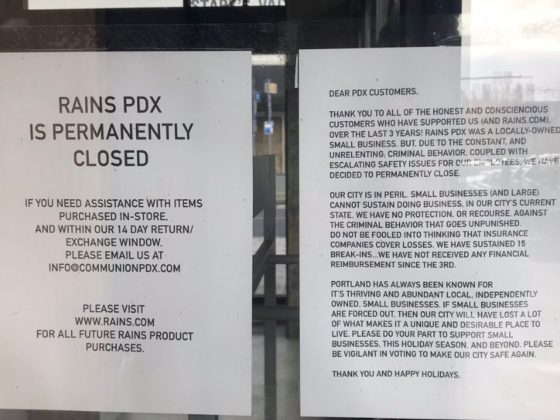 RAINS PDX
IS PERMANENTLY
CLOSED
IF YOU NEED ASSISTANCE WITH ITEMS
PURCHASED IN-STORE,
AND WITHIN OUR 14 DAY RETURN/
EXCHANGE WINDOW,
PLEASE EMAIL US AT
INFO@COMMUNIONPDX.COM
PLEASE VISIT
WWW.RAINS.COM
FOR ALL FUTURE RAINS PRODUCT
PURCHASES.
DEAR PDX CUSTOMERS,
THANK YOU TO ALL OF THE HONEST AND CONSCIENCIOUS
CUSTOMERS WHO HAVE SUPPORTED US (AND RAINS.COM),
OVER THE LAST 3 YEARS! RAINS PDX WAS A LOCALLY-OWNED
SMALL BUSINESS. BUT, DUE TO THE CONSTANT, AND
UNRELENTING, CRIMINAL BEHAVIOR, COUPLED WITH
ESCALATING SAFETY ISSUES FOR OUR EMPLOYEES, WE HAVE
DECIDED TO PERMANENTLY CLOSE.
OUR CITY IS IN PERIL. SMALL BUSINESSES (AND LARGE)
CANNOT SUSTAIN DOING BUSINESS, IN OUR CITY'S CURRENT
STATE. WE HAVE NO PROTECTION, OR RECOURSE, AGAINST
THE CRIMINAL BEHAVIOR THAT GOES UNPUNISHED.
DO NOT BE FOOLED INTO THINKING THAT INSURANCE
COMPANIES COVER LOSSES. WE HAVE SUSTAINED 15
BREAK-INS...WE HAVE NOT RECEIVED ANY FINANCIAL
REIMBURSEMENT SINCE THE 3RD.
PORTLAND HAS ALWAYS BEEN KNOWN FOR
IT'S THRIVING AND ABUNDANT LOCAL, INDEPENDENTLY
OWNED, SMALL BUSINESSES. IF SMALL BUSINESSES
ARE FORCED OUT, THEN OUR CITY WILL HAVE LOST A LOT
OF WHAT MAKES IT A UNIQUE AND DESIRABLE PLACE TO
LIVE. PLEASE DO YOUR PART TO SUPPORT SMALL
BUSINESSES, THIS HOLIDAY SEASON, AND BEYOND. PLEASE
BE VIGILANT IN VOTING TO MAKE OUR CITY SAFE AGAIN.
THANK YOU AND HAPPY HOLIDAYS.